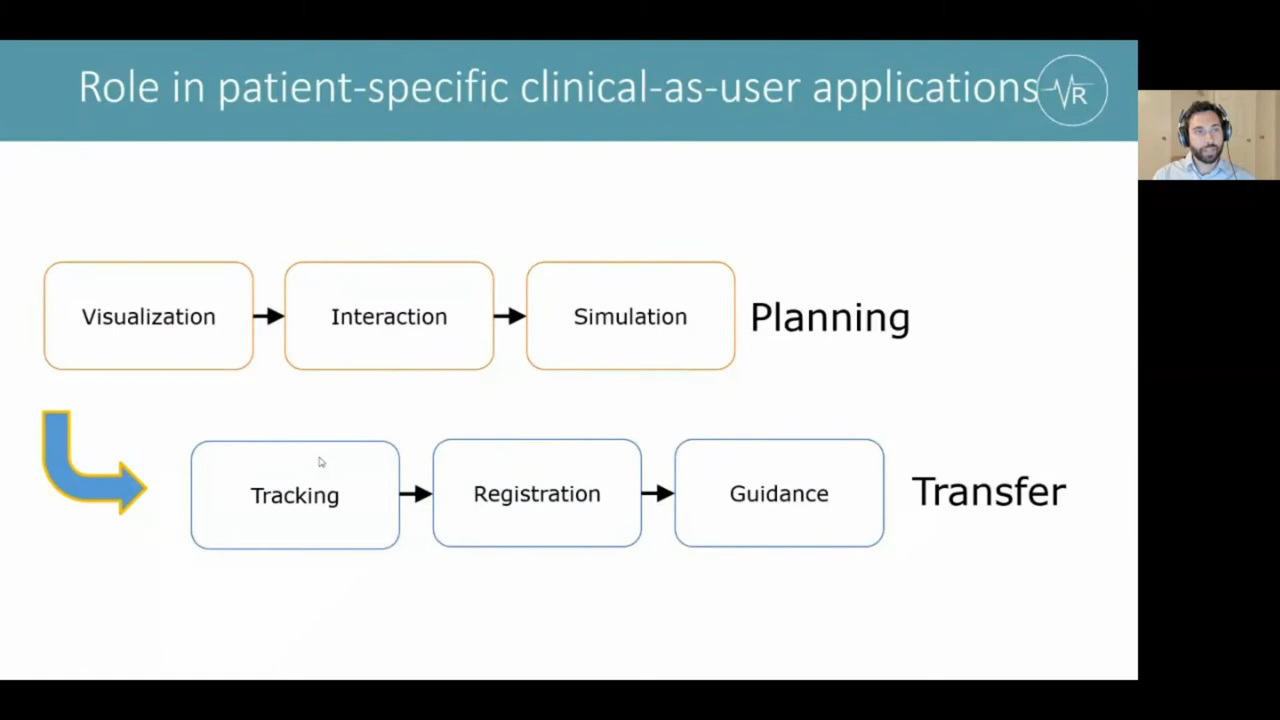 Role in patient-specific clinical-as-user applications
R
Visualization
Interaction
Simulation
Planning
Tracking
Registration
Guidance
Transfer